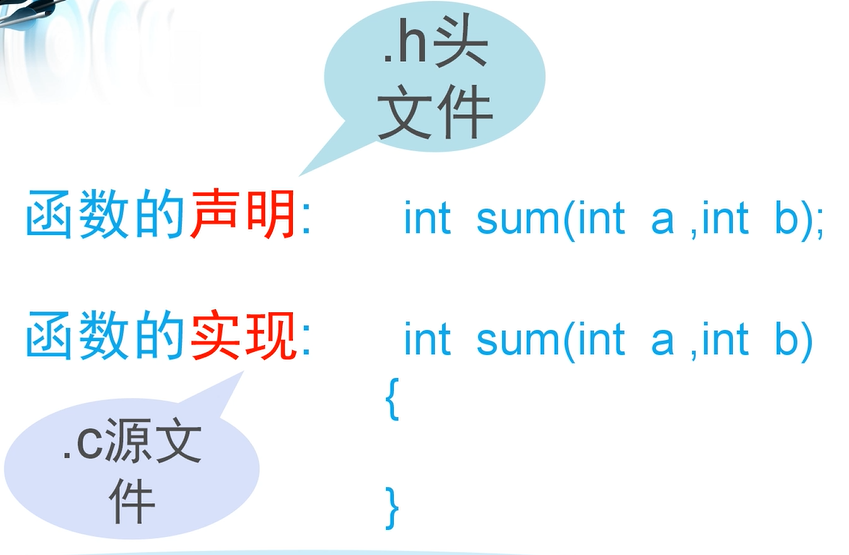 .h头
文件
函数的声明: int sum(int a ,int b);
函数的实现: int sum(int a ,int b)
{
.c源文
件
}